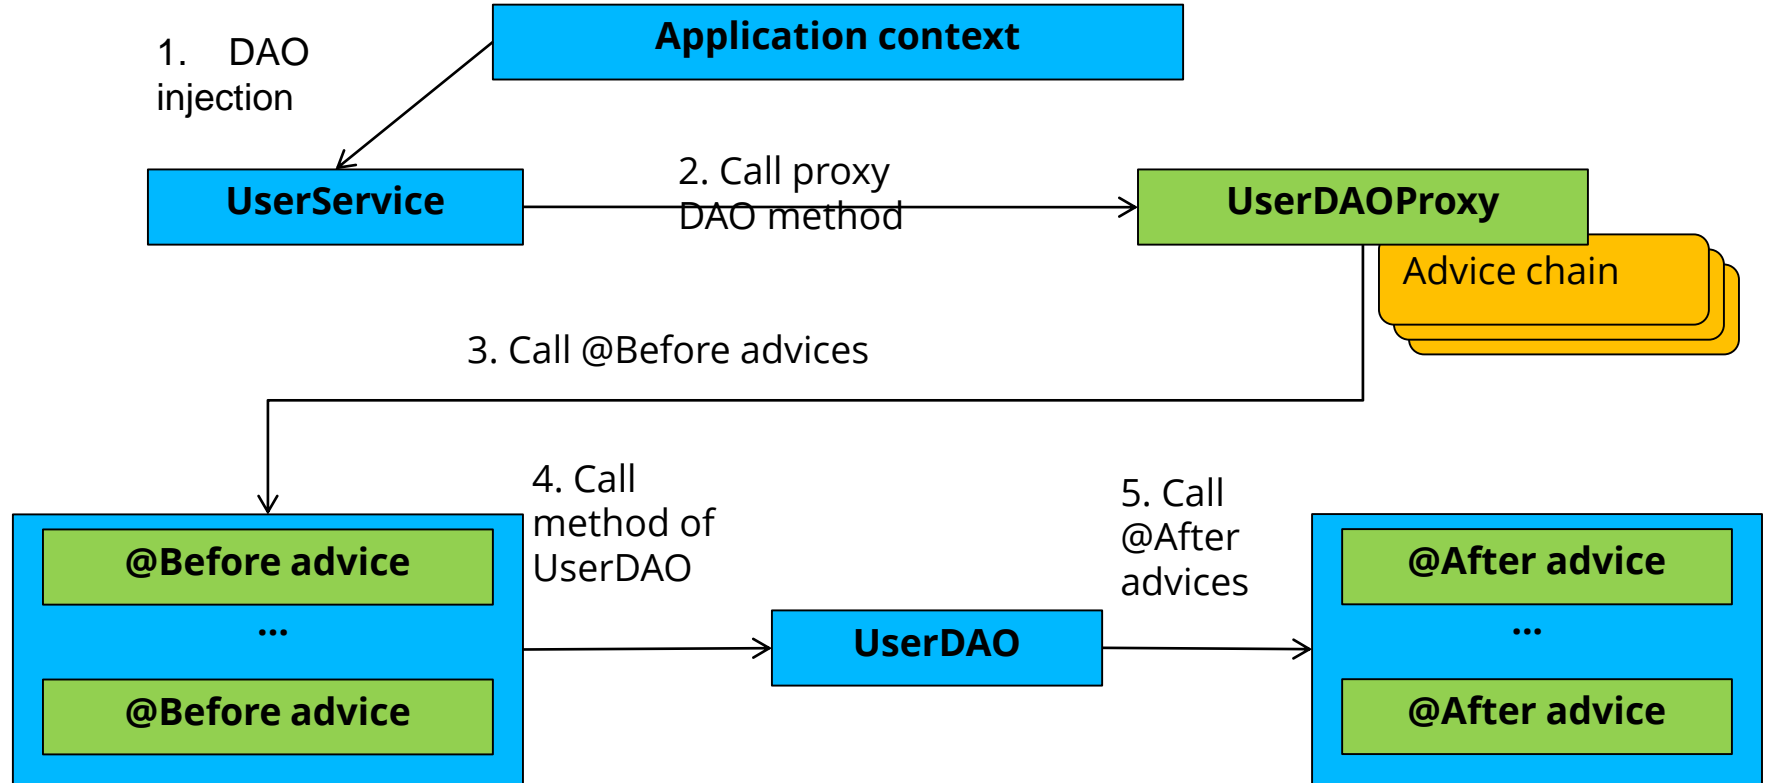 Application context
1. DAO
injection
2. Call proxy
DAO method
UserService
UserDAOProxy
Advice chain
3. Call @Before advices
4. Call
method of
UserDAO
5. Call
@After
advices
@Before advice
...
@Before advice
UserDAO
@After advice
...
@After advice